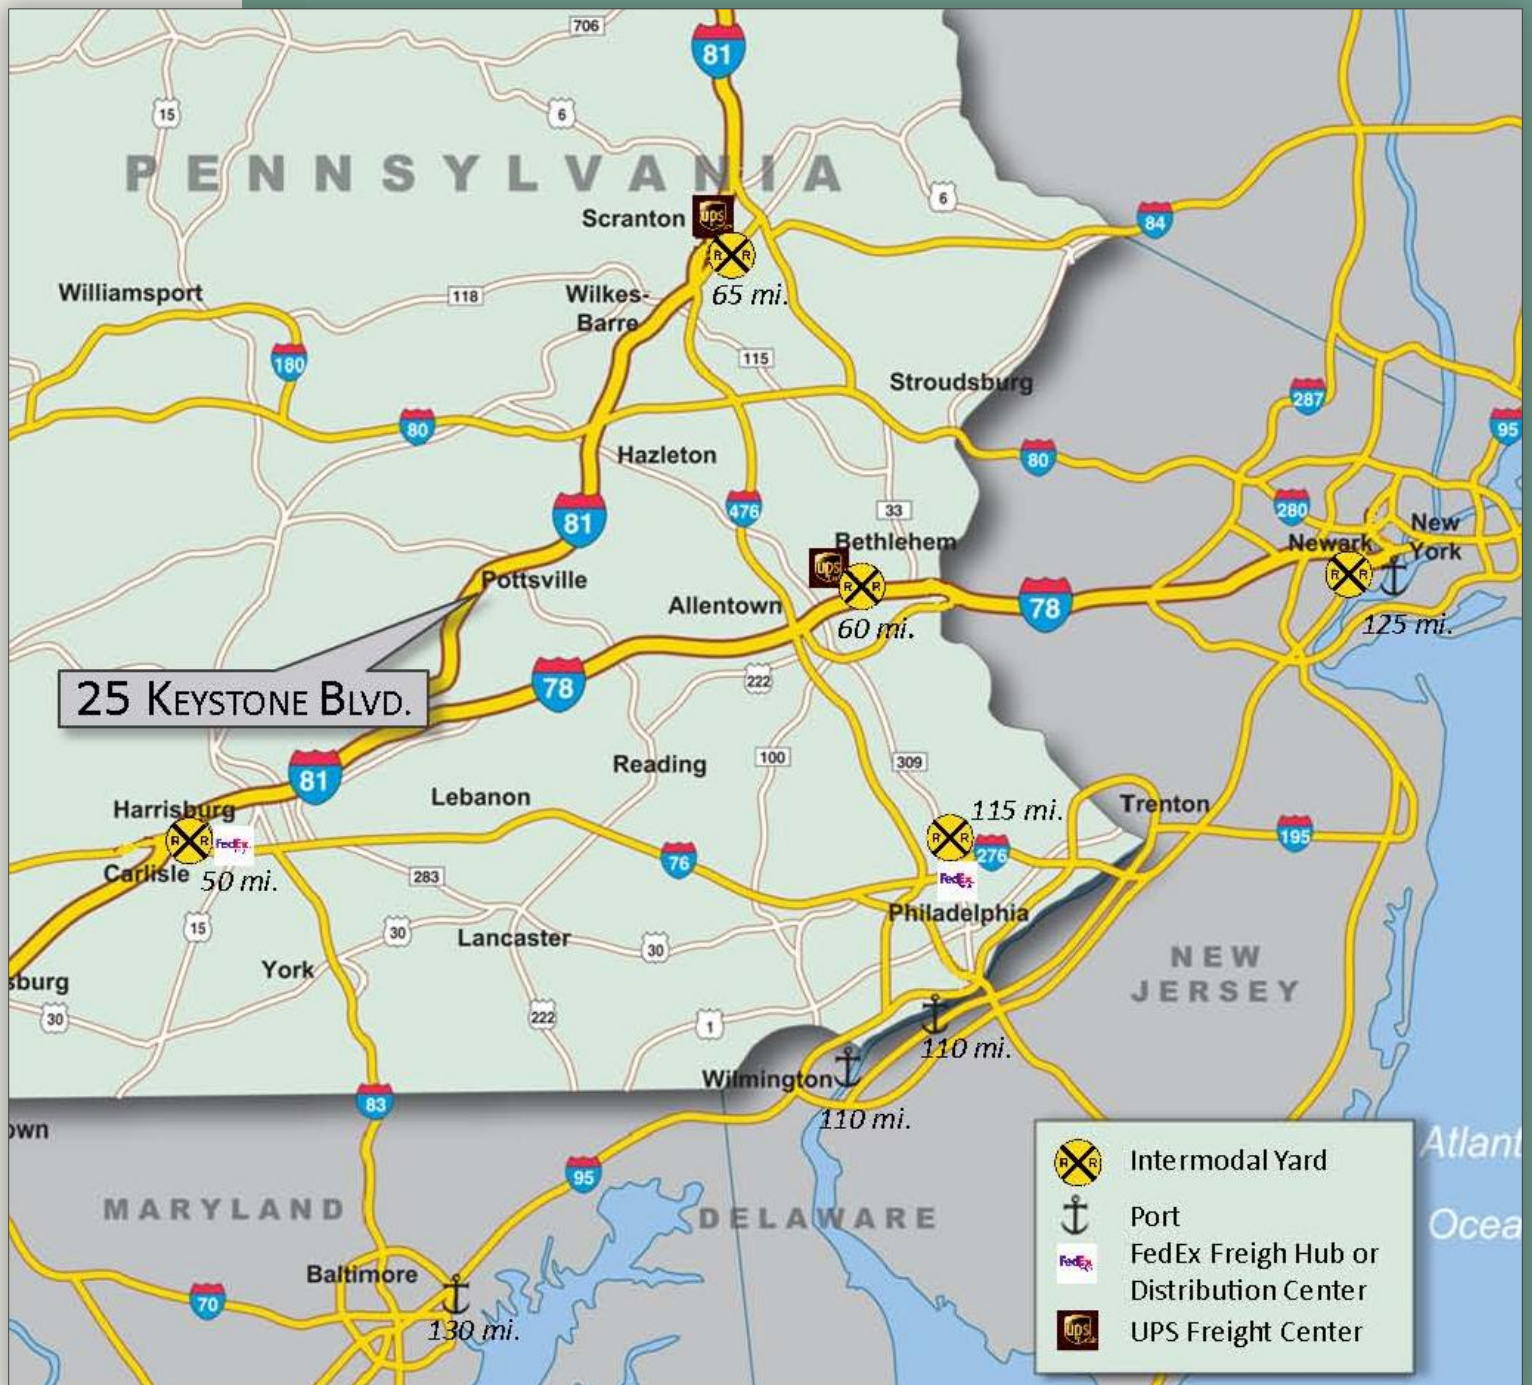 706
81
15
6
PENNSYLVANIA
6
Scranton
ups
R R
84
65 mi.
Williamsport
118
Wilkes-
Barre
180
115
Stroudsburg
287
80
95
Hazleton
80
476
33
280
81
New
York
Bethlehem
Newark
ups
R R
R R
Pottsville
Allentown
78
60 mi.
125 mi.
222
78
25 KEYSTONE BLVD.
Reading
100
309
81
Lebanon
Harrisburg
115 mi.
Trenton
R R
FedEx
R R
276
195
76
Carlisle
50 mi.
283
FedEx
Philadelphia
15
30
Lancaster
30
York
NEW
JERSEY
sburg
30
222
1
110 mi.
Wilmington
110 mi.
83
own
R R
Intermodal Yard
Atlant
95
MARYLAND
DELAWARE
Port
Ocea
FedEx
FedEx Freigh Hub or
Distribution Center
Baltimore
70
130 mi.
ups
UPS Freight Center